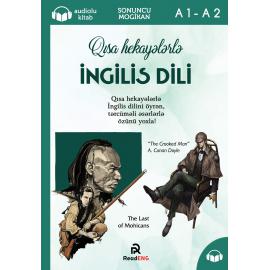 audiolu
kitab
SONUNCU
MOGİKAN
A1-A2
Qısa hekayələrlə
İNGİLİS DİLİ
Qısa hekayələrlə
İngilis dilini öyrən,
tərcüməli əsərlərlə
özünü yoxla!
"The Crooked Man"
A. Conan Doyle
The Last
of Mohicans
ReadENG